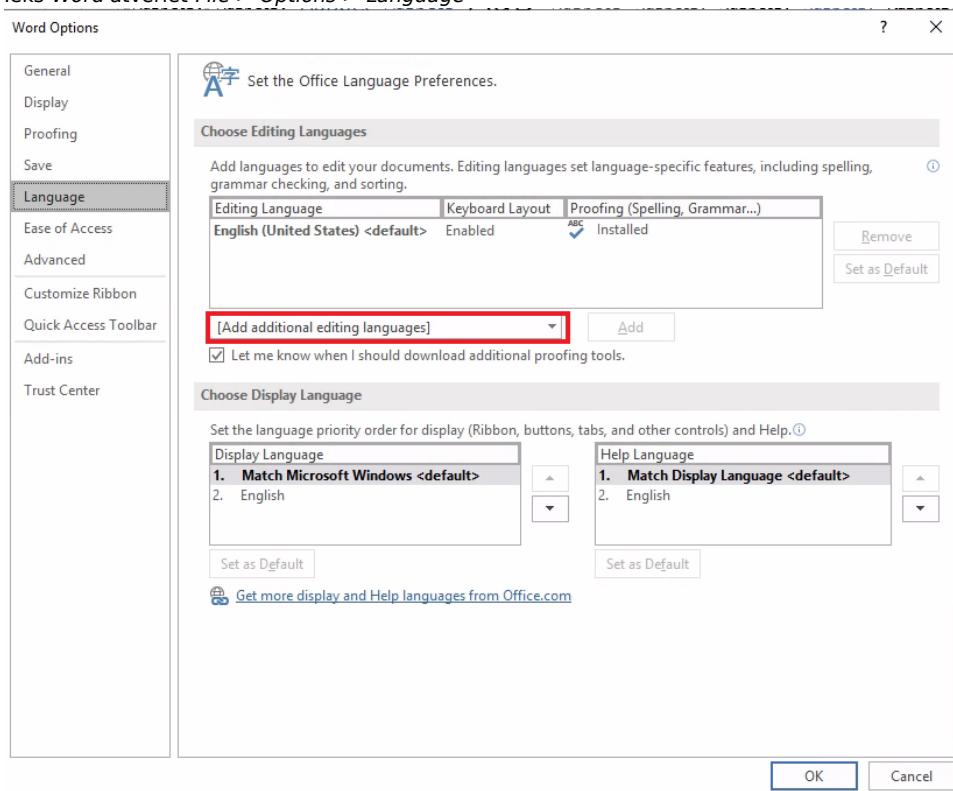 Word atveriet File > Options > Language
Word Options
?
General
Display
Proofing
Save
Language
Ease of Access
Advanced
Customize Ribbon
Quick Access Toolbar
Add-ins
Trust Center
Set the Office Language Preferences.
Choose Editing Languages
Add languages to edit your documents. Editing languages set language-specific features, including spelling,
grammar checking, and sorting.
Editing Language Keyboard Layout Proofing (Spelling, Grammar...)
English (United States) <default> Enabled ABC Installed
Remove
Set as Default
[Add additional editing languages] Add
Let me know when I should download additional proofing tools.
Choose Display Language
Set the language priority order for display (Ribbon, buttons, tabs, and other controls) and Help.
Display Language
1. Match Microsoft Windows <default>
2. English
Set as Default
Help Language
1. Match Display Language <default>
2. English
Set as Default
Get more display and Help languages from Office.com
OK Cancel